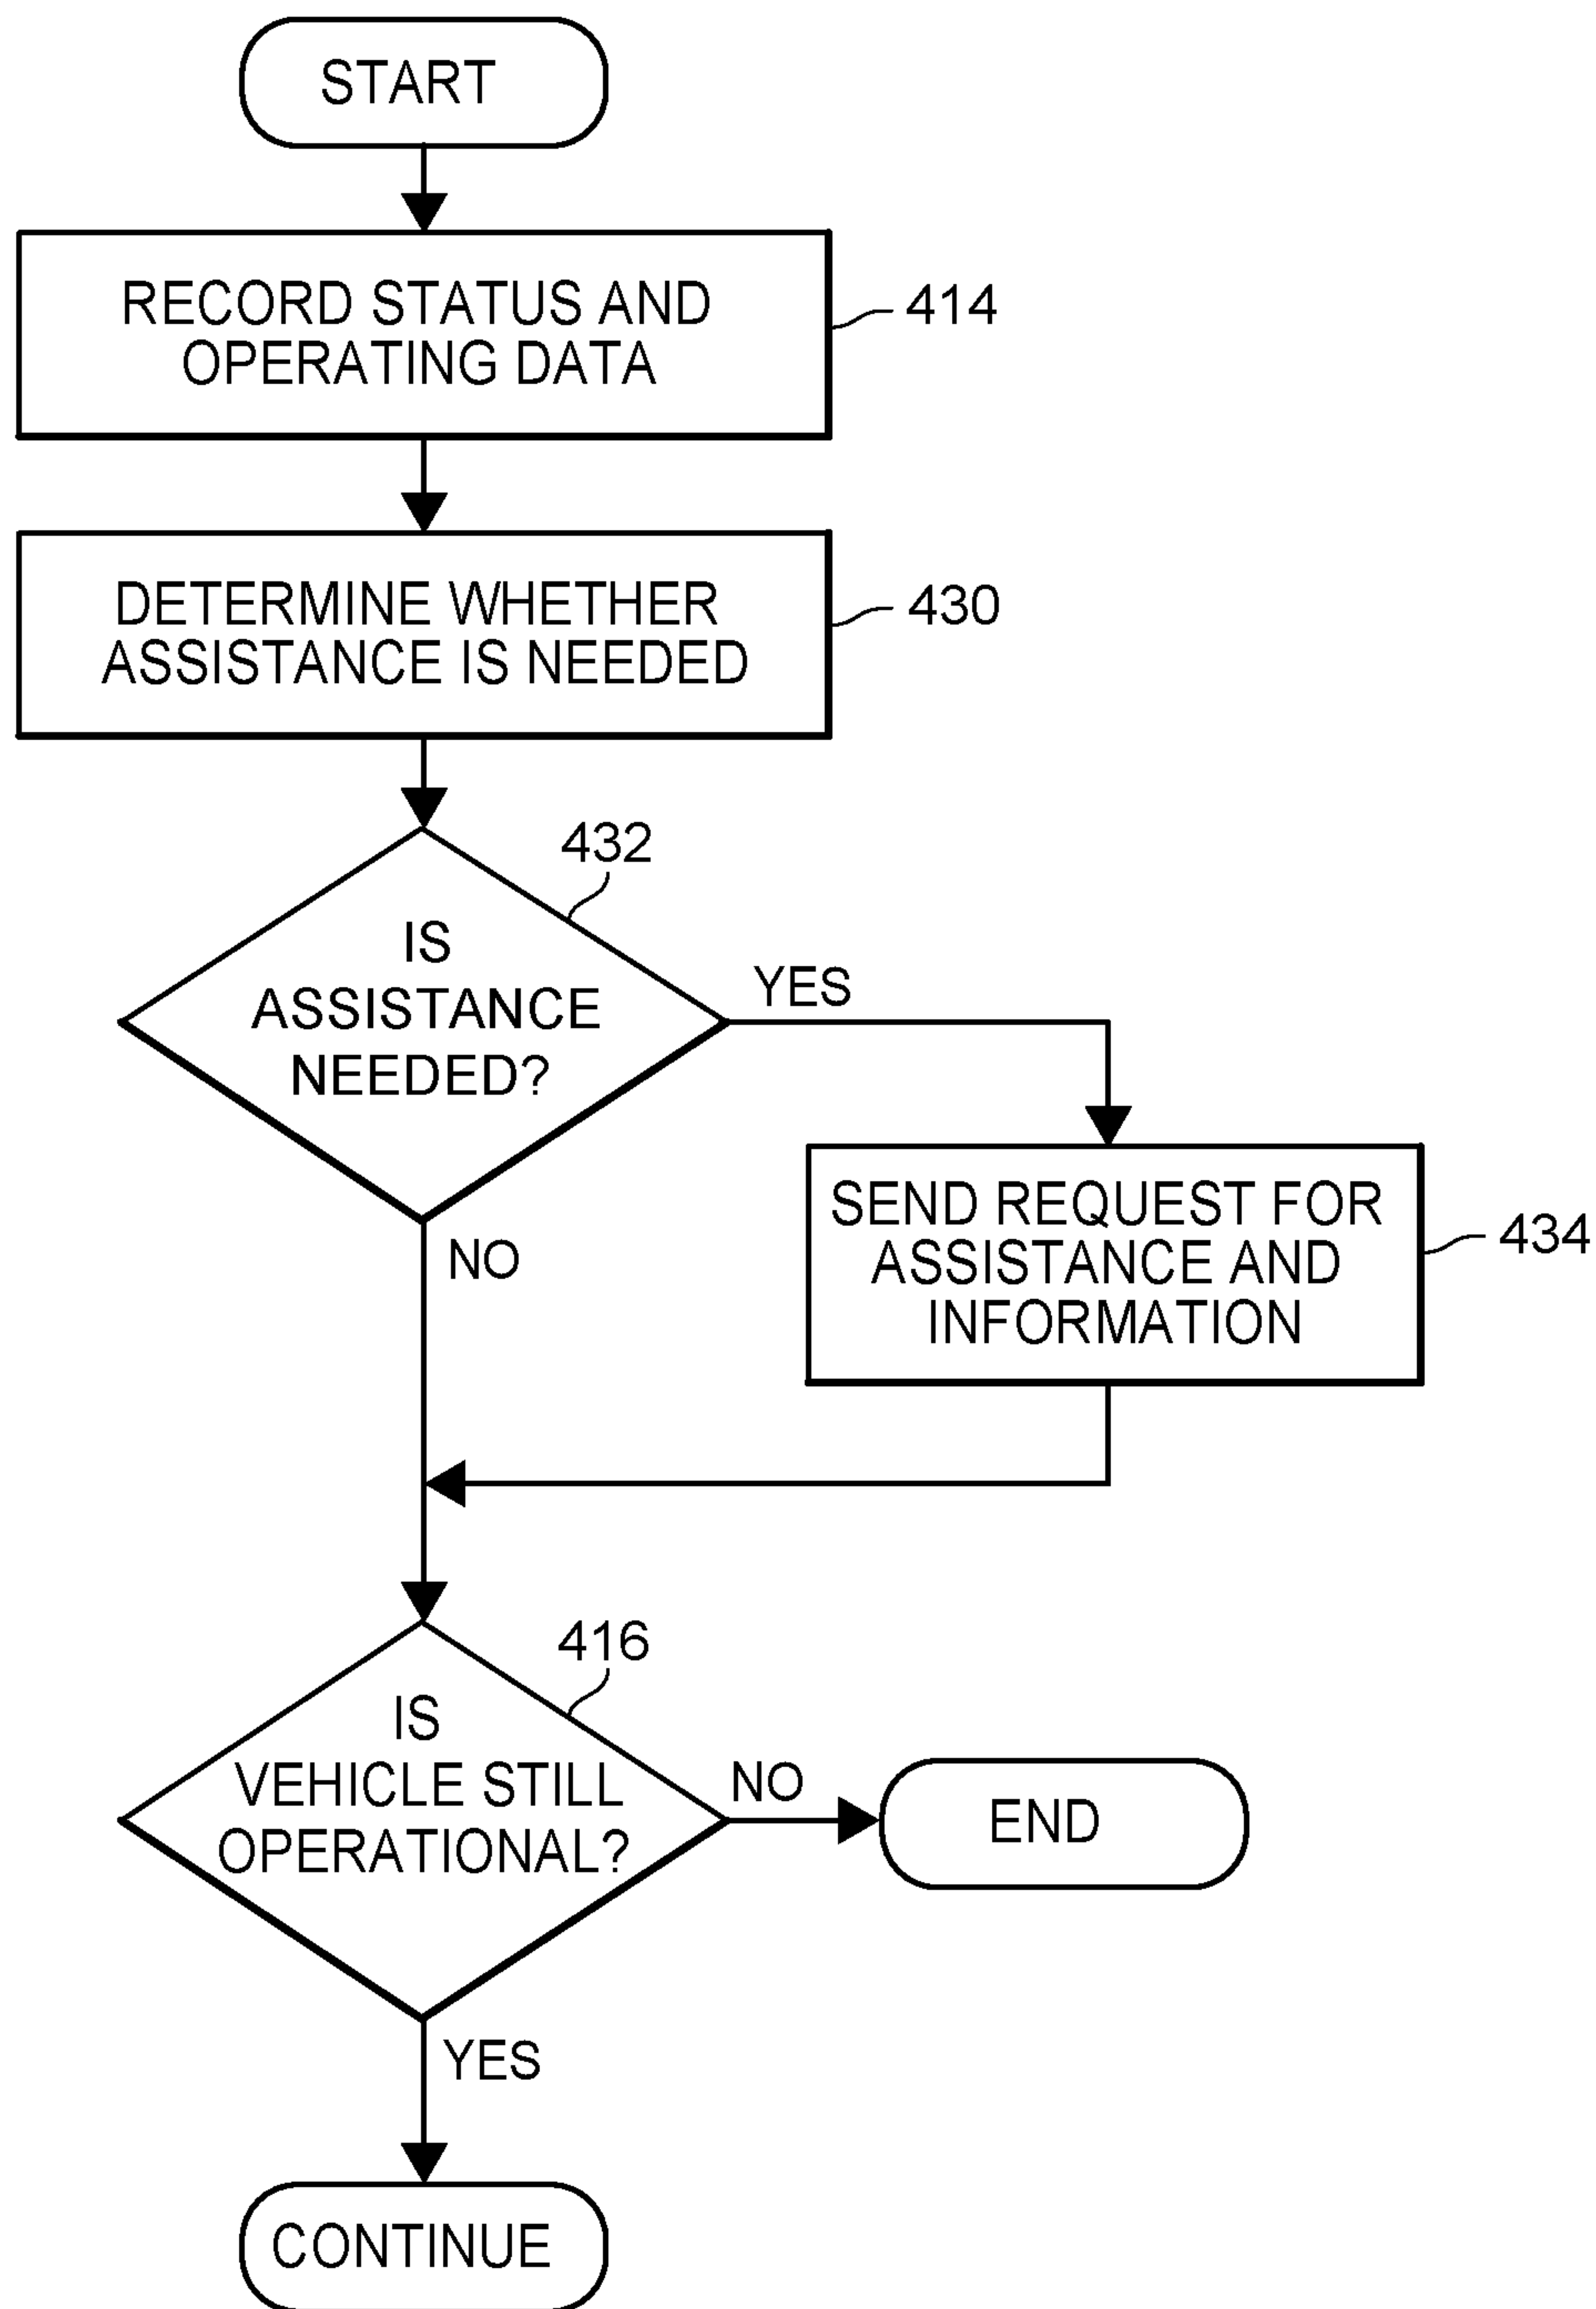 START
RECORD STATUS AND
OPERATING DATA
414
DETERMINE WHETHER
ASSISTANCE IS NEEDED
430
432
IS
ASSISTANCE
NEEDED?
YES
NO
SEND REQUEST FOR
ASSISTANCE AND
INFORMATION
434
416
IS
VEHICLE STILL
OPERATIONAL?
NO
END
YES
CONTINUE